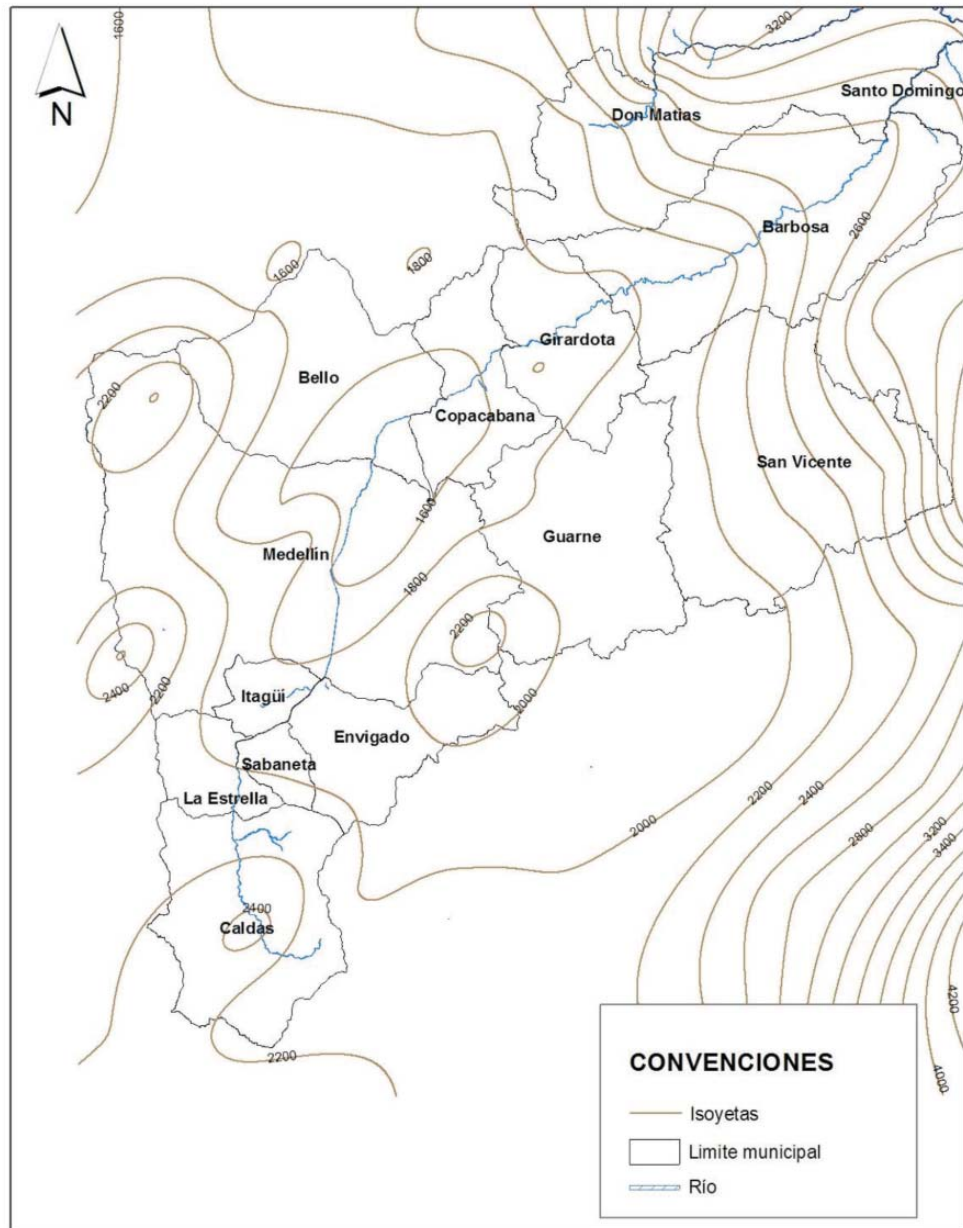 1600
3200
N
Santo Domingo
Don Matias
2600
Barbosa
1600
1800
Girardota
Bello
2200
Copacabana
San Vicente
1600
Guarne
Medellín
1800
2200
2400
2200
Itagüi
2000
Envigado
Sabaneta
La Estrella
2200
2400
2000
2800
3200
3400
2400
Caldas
4200
2200
4000
CONVENCIONES
Isoyetas
Limite municipal
Río